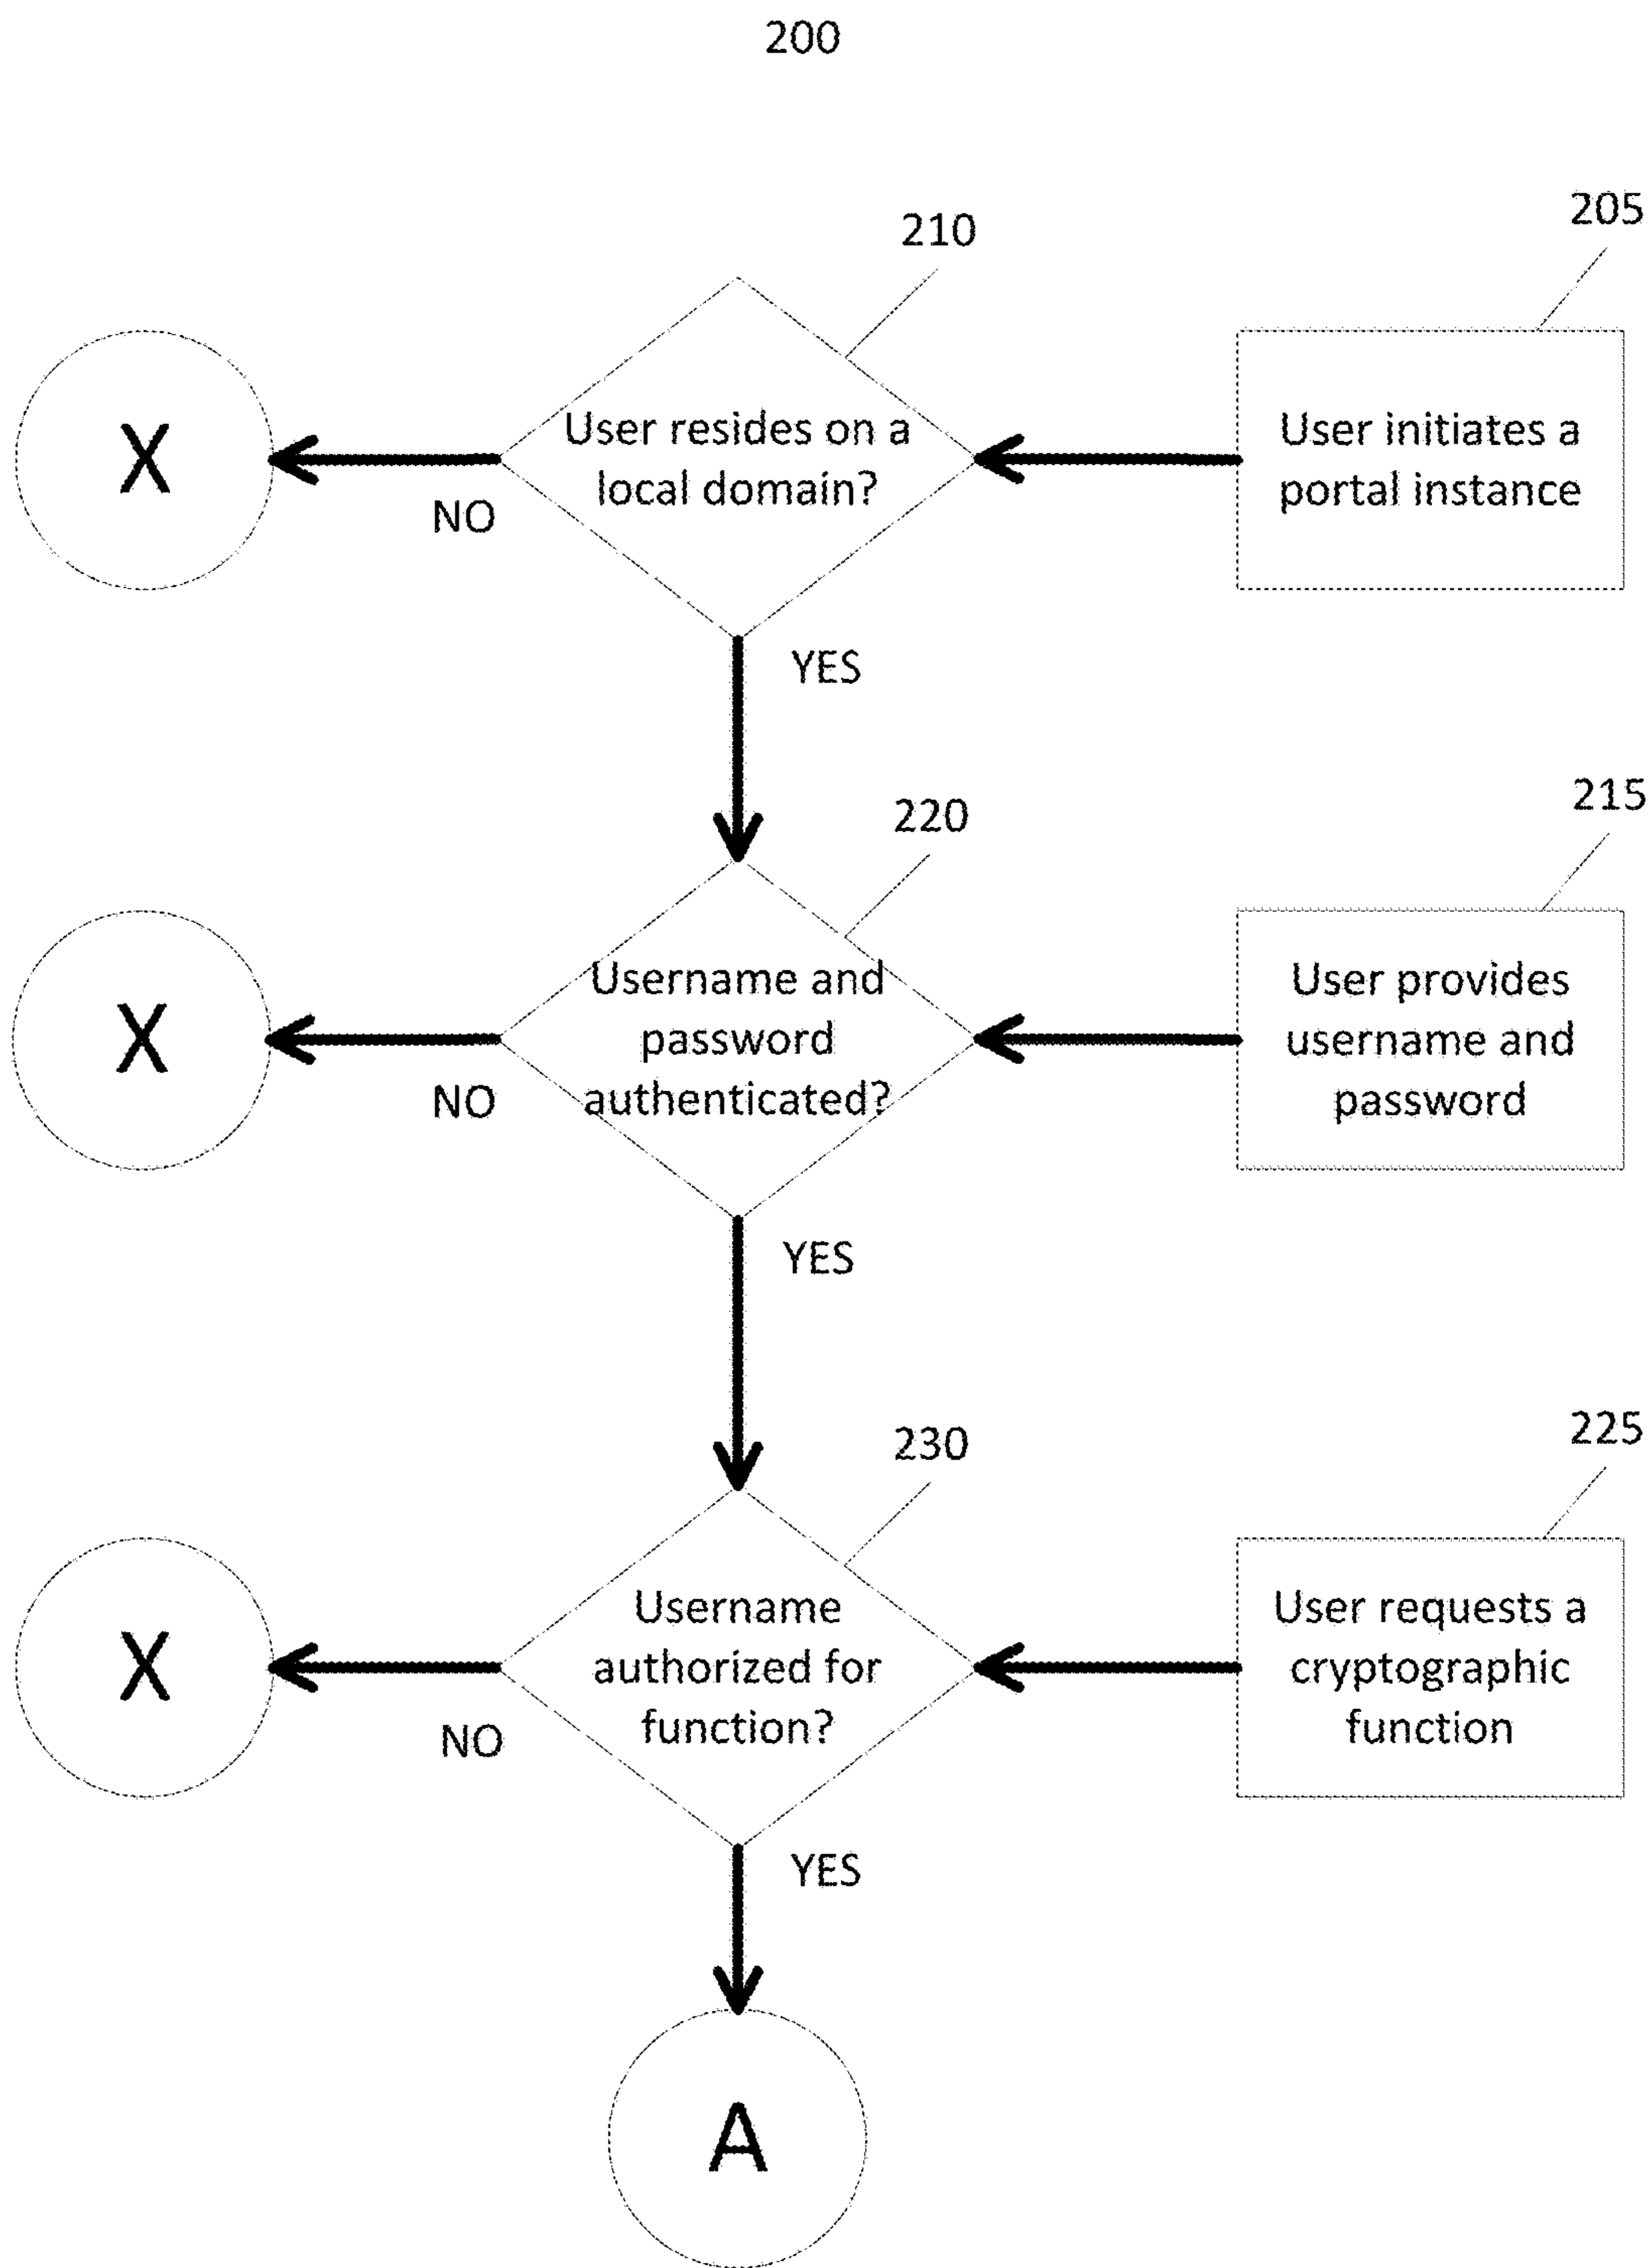 200
205
210
User initiates a
portal instance
User resides on a
local domain?
X
NO
YES
215
220
User provides
username and
password
Username and
password
authenticated?
X
NO
YES
225
230
User requests a
cryptographic
function
Username
authorized for
function?
X
NO
YES
A